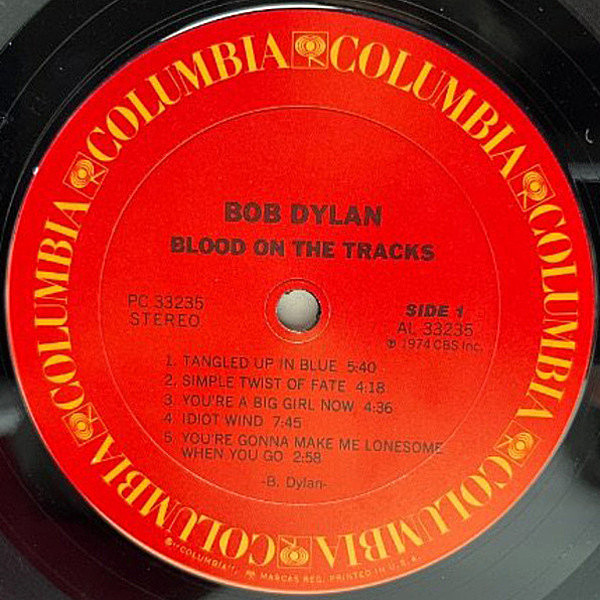 COLUMBIA COLUMBIA COLUMBIA COLUMBIA COLUMBIA COLUMBIA COLUMBIA COLUMBIA
BOB DYLAN
BLOOD ON THE TRACKS
PC 33235
STEREO
SIDE 1
AL 33235
℗ 1974 CBS Inc.
1. TANGLED UP IN BLUE 5:40
2. SIMPLE TWIST OF FATE 4:18
3. YOU'RE A BIG GIRL NOW 4:36
4. IDIOT WIND 7:45
5. YOU'RE GONNA MAKE ME LONESOME
WHEN YOU GO 2:58
-B. Dylan-
"COLUMBIA", MARCAS REG. PRINTED IN U.S.A.